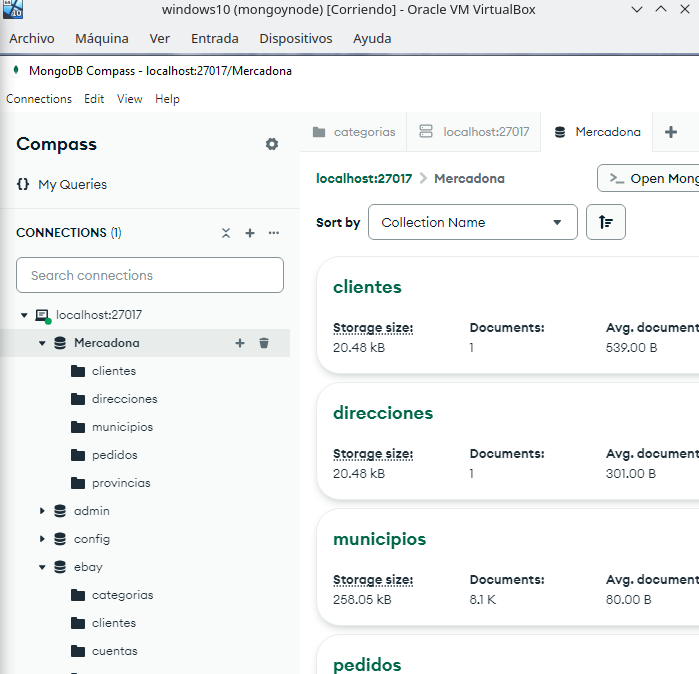 windows10 (mongoynode) [Corriendo] - Oracle VM VirtualBox
Archivo Máquina Ver Entrada Dispositivos Ayuda
MongoDB Compass - localhost:27017/Mercadona
Connections Edit View Help
Compass
{} My Queries
CONNECTIONS (1)
Search connections
localhost:27017
Mercadona
clientes
direcciones
municipios
pedidos
provincias
admin
config
ebay
categorias
clientes
cuentas
categorias localhost:27017 Mercadona
localhost:27017 > Mercadona
>_ Open Mong
Sort by Collection Name
clientes
Storage size: Documents: Avg. document
20.48 kB 1 539.00 B
direcciones
Storage size: Documents: Avg. document
20.48 kB 1 301.00 B
municipios
Storage size: Documents: Avg. document
258.05 kB 8.1 K 80.00 B
pedidos